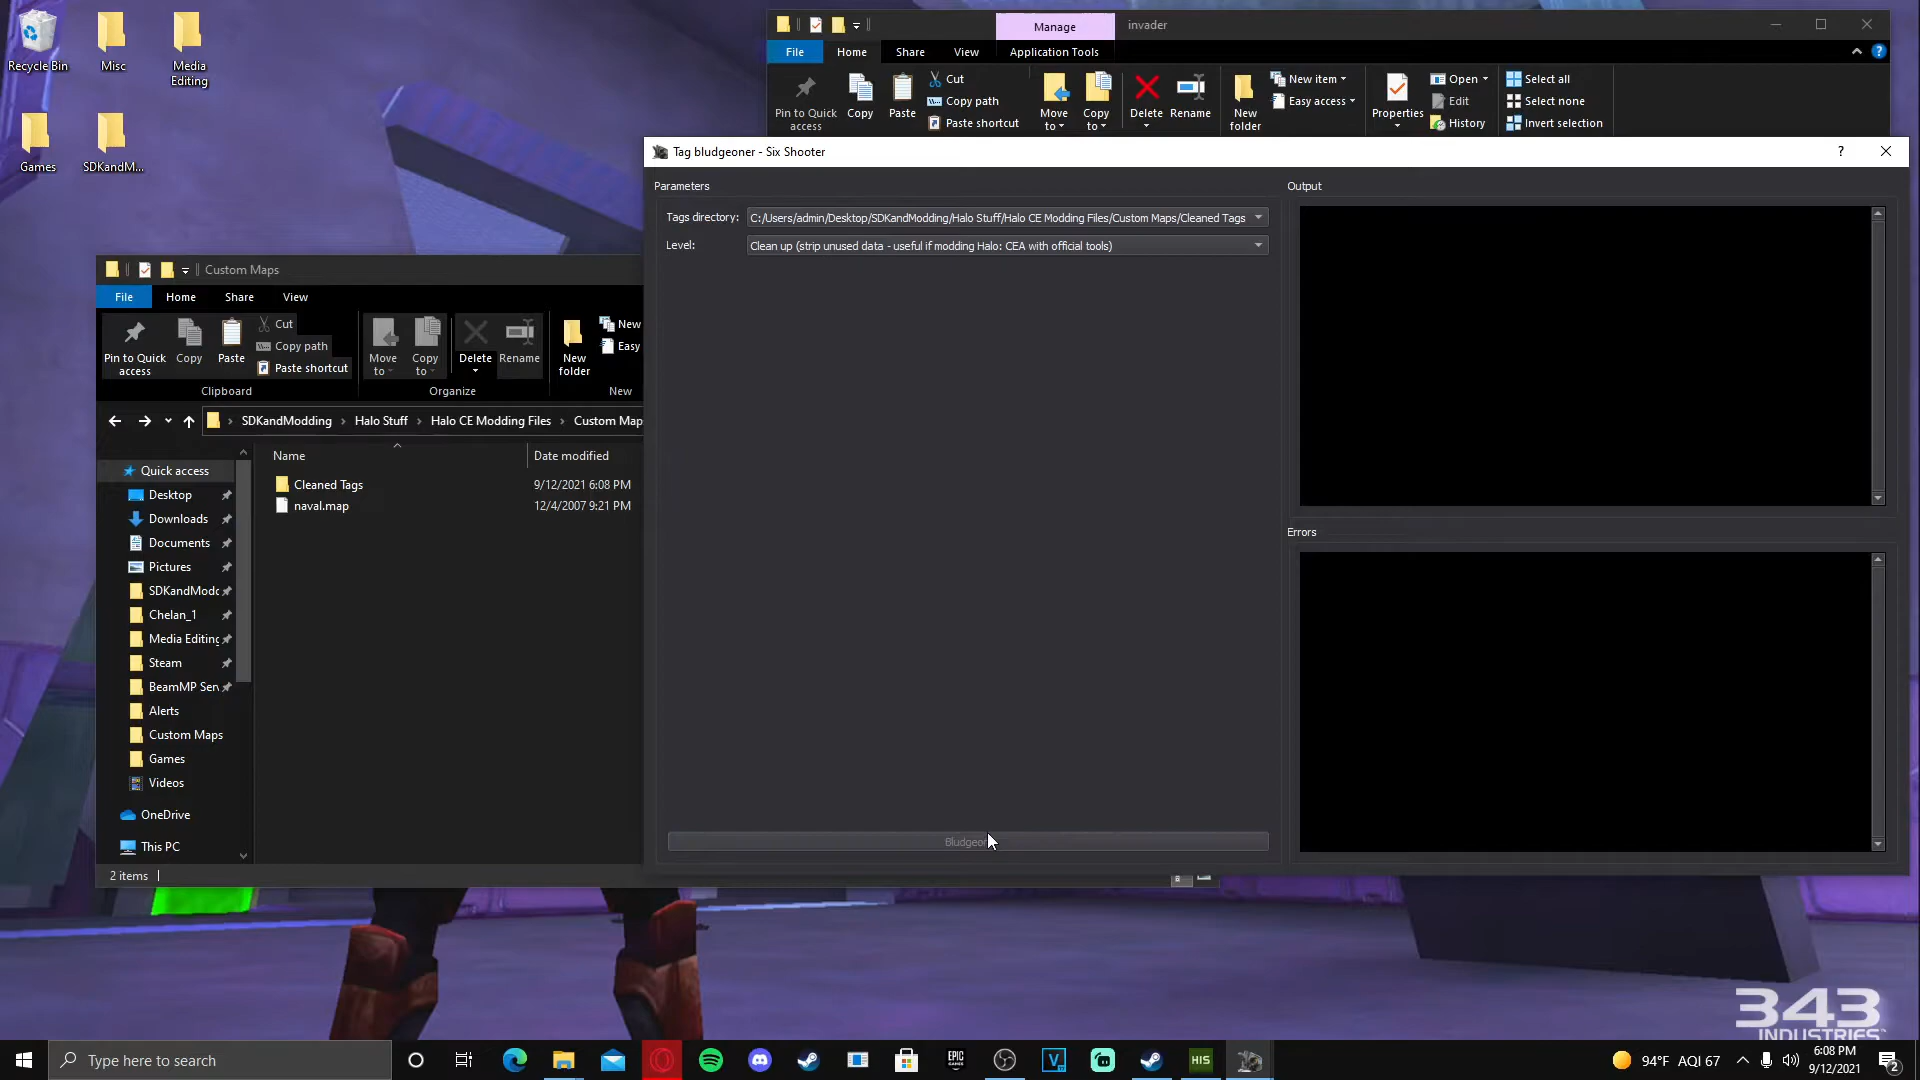 Recycle Bin
Misc
Media
Editing
Games
SDKandM...
Manage
invader
File
Home
Share
View
Application Tools
Pin to Quick
access
Copy
Paste
Cut
Copy path
Paste shortcut
Move
to
Copy
to
Delete
Rename
New
folder
New item
Easy access
Properties
Open
Edit
History
Select all
Select none
Invert selection
Tag bludgeoner - Six Shooter
?
Parameters
Tags directory:
C:/Users/admin/Desktop/SDKandModding/Halo Stuff/Halo CE Modding Files/Custom Maps/Cleaned Tags
Level:
Clean up (strip unused data - useful if modding Halo: CEA with official tools)
Output
Errors
Custom Maps
File
Home
Share
View
Pin to Quick
access
Copy
Paste
Cut
Copy path
Paste shortcut
Clipboard
Move
to
Copy
to
Delete
Rename
Organize
New
folder
New
Easy
New
SDKandModding
Halo Stuff
Halo CE Modding Files
Custom Map
Name
Date modified
Cleaned Tags
9/12/2021 6:08 PM
naval.map
12/4/2007 9:21 PM
Quick access
Desktop
Downloads
Documents
Pictures
SDKandModd
Chelan_1
Media Editing
Steam
BeamMP Serv
Alerts
Custom Maps
Games
Videos
OneDrive
This PC
2 items
343
INDUSTRIES
Type here to search
EPIC
GAMES
V
HIS
94°F AQI 67
6:08 PM
9/12/2021
2